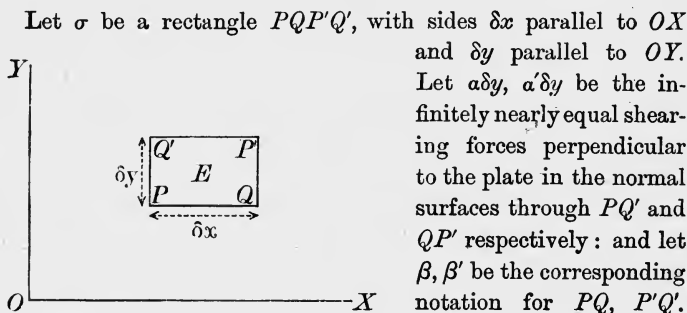 Let σ be a rectangle PQP'Q', with sides δx parallel to OX
and δy parallel to OY.
Let aδy, a'δy be the in-
finitely nearly equal shear-
ing forces perpendicular
to the plate in the normal
surfaces through PQ' and
QP' respectively: and let
β, β' be the corresponding
notation for PQ, P'Q'.
Y
Q' P'
E
δy
P Q
δx
O X